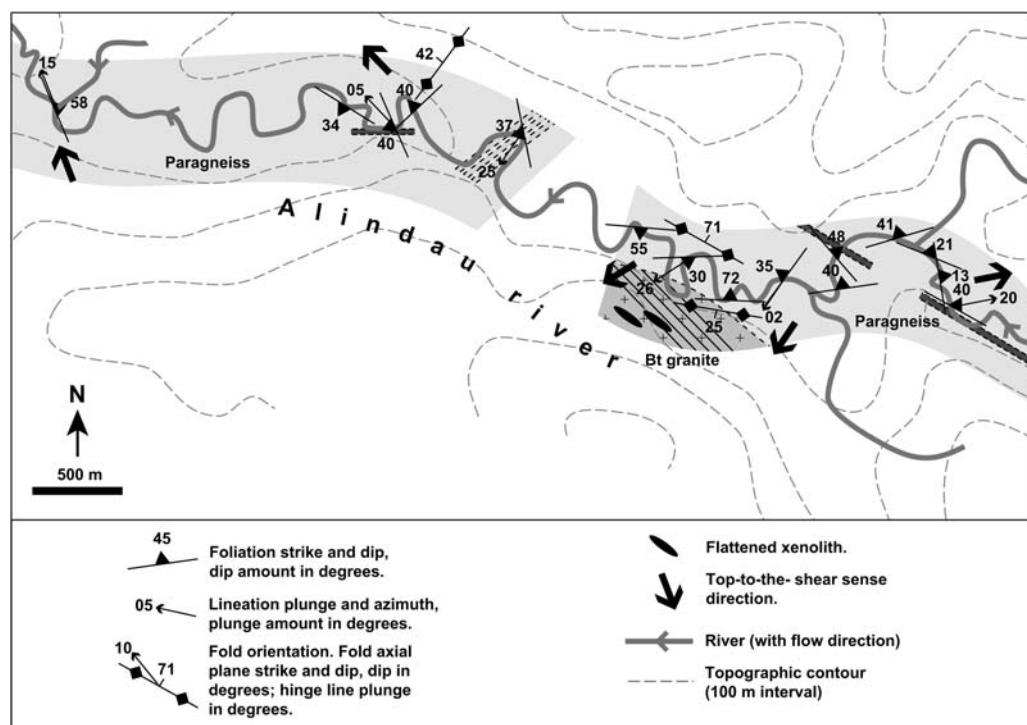 15
58
42
40
05
34
40
37
25
Paragneiss
Alindau river
71
55
30
26
72
35
25
02
48
40
41
21
13
40
20
Paragneiss
Bt granite
N
500 m
45
Foliation strike and dip,
dip amount in degrees.
05
Lineation plunge and azimuth,
plunge amount in degrees.
10
71
Fold orientation. Fold axial
plane strike and dip, dip in
degrees; hinge line plunge
in degrees.
Flattened xenolith.
Top-to-the- shear sense
direction.
River (with flow direction)
Topographic contour
(100 m interval)